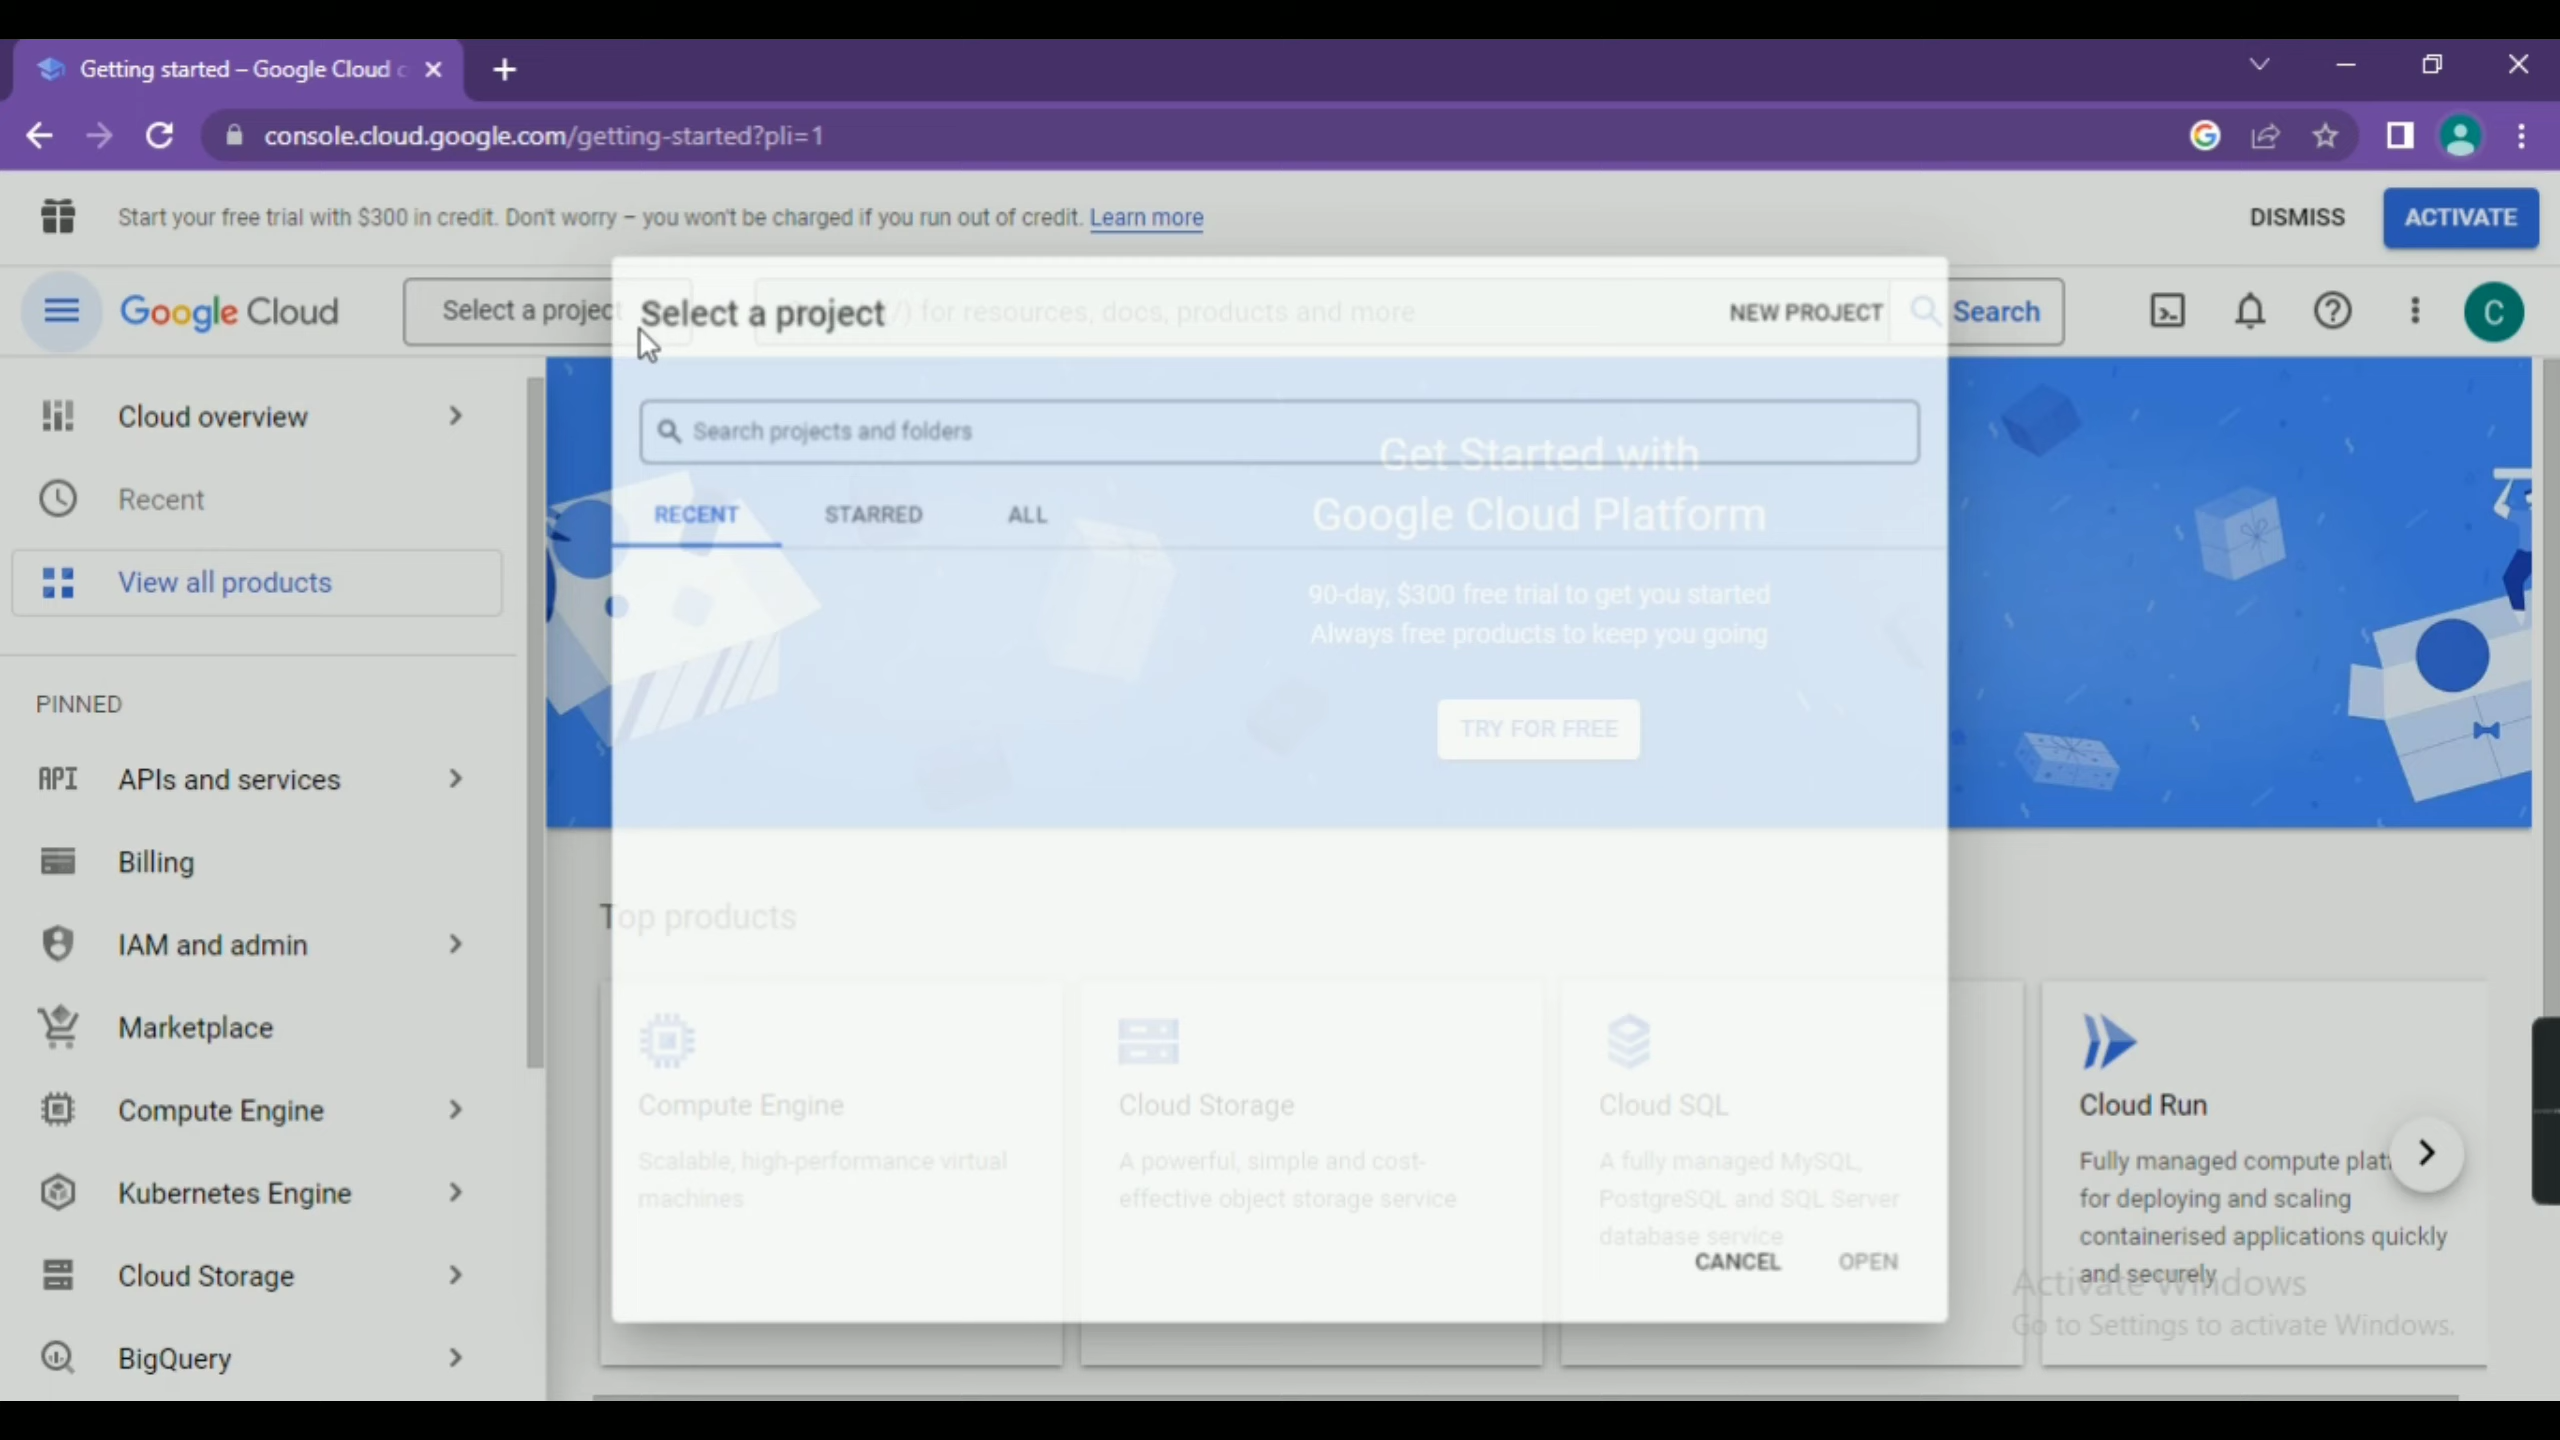 Getting started – Google Cloud
console.cloud.google.com/getting-started?pli=1
Start your free trial with $300 in credit. Don't worry – you won't be charged if you run out of credit. Learn more
DISMISS
ACTIVATE
Google Cloud
Select a project
Select a project
(/) for resources, docs, products and more
NEW PROJECT
Search
C
Cloud overview
Recent
View all products
PINNED
API APIs and services
Billing
IAM and admin
Marketplace
Compute Engine
Kubernetes Engine
Cloud Storage
BigQuery
Search projects and folders
RECENT
STARRED
ALL
Get Started with
Google Cloud Platform
90-day, $300 free trial to get you started
Always free products to keep you going
TRY FOR FREE
Top products
Compute Engine
Scalable, high-performance virtual
machines
Cloud Storage
A powerful, simple and cost-
effective object storage service
Cloud SQL
A fully managed MySQL,
PostgreSQL and SQL Server
database service
Cloud Run
Fully managed compute plat
for deploying and scaling
containerised applications quickly
and securely
CANCEL
OPEN
Activate Windows
Go to Settings to activate Windows.